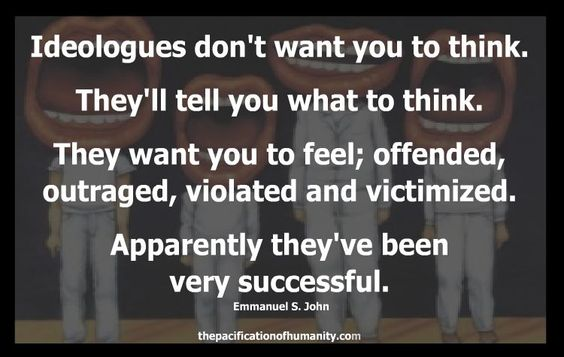 Ideologues don't want you to think.
They'll tell you what to think.
They want you to feel; offended,
outraged, violated and victimized.
Apparently they've been
very successful.
Emmanuel S. John
thepacificationofhumanity.com